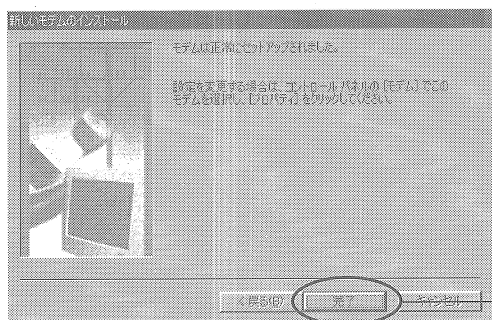 新しいモデムのインストール
モデムは正常にセットアップされました。
設定を変更する場合は、コントロール パネルの [モデム] でこの
モデムを選択し、[プロパティ] をクリックしてください。
< 戻る(B)
完了
キャンセル